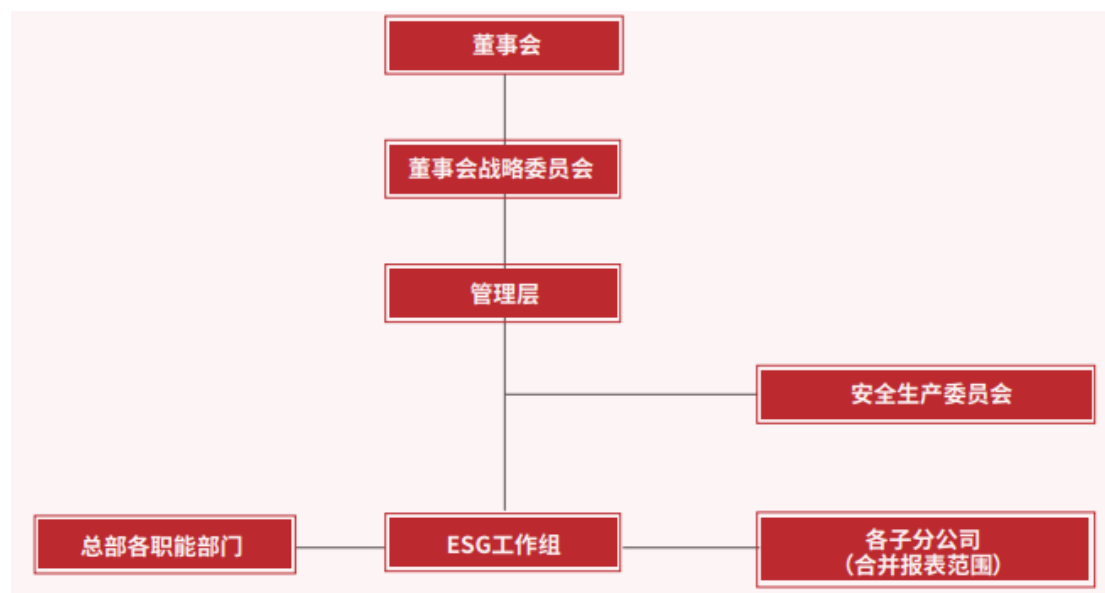 董事会
董事会战略委员会
管理层
安全生产委员会
总部各职能部门
ESG工作组
各子分公司
（合并报表范围）